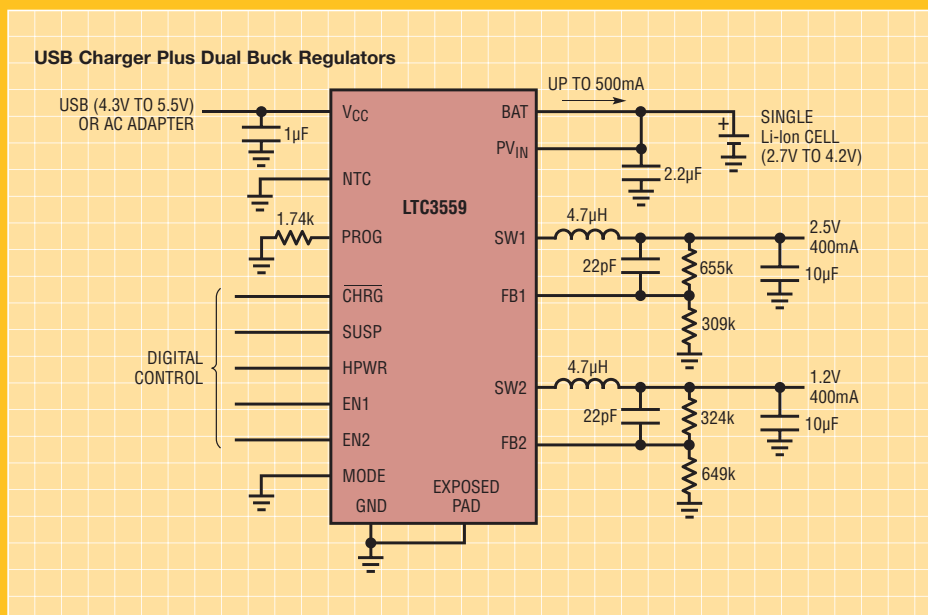 USB Charger Plus Dual Buck Regulators
USB (4.3V TO 5.5V)
OR AC ADAPTER
1µF
VCC
NTC
1.74k
PROG
CHRG
SUSP
HPWR
EN1
EN2
DIGITAL
CONTROL
MODE
GND
EXPOSED
PAD
LTC3559
BAT
PVIN
SW1
FB1
SW2
FB2
UP TO 500mA
+
SINGLE
Li-Ion CELL
(2.7V TO 4.2V)
2.2µF
4.7µH
22pF
655k
309k
2.5V
400mA
10µF
4.7µH
22pF
324k
649k
1.2V
400mA
10µF